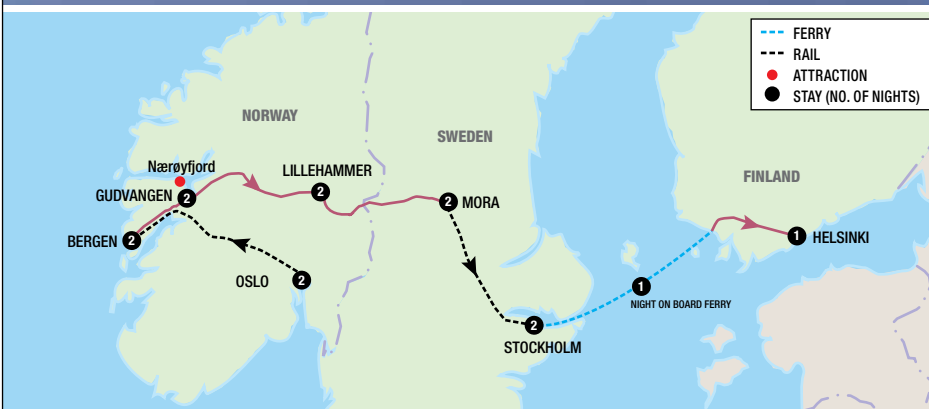 FERRY
RAIL
ATTRACTION
STAY (NO. OF NIGHTS)
NORWAY
SWEDEN
FINLAND
Nærøyfjord
LILLEHAMMER
2
GUDVANGEN 2
2 MORA
BERGEN 2
1 HELSINKI
OSLO 2
1
NIGHT ON BOARD FERRY
2
STOCKHOLM